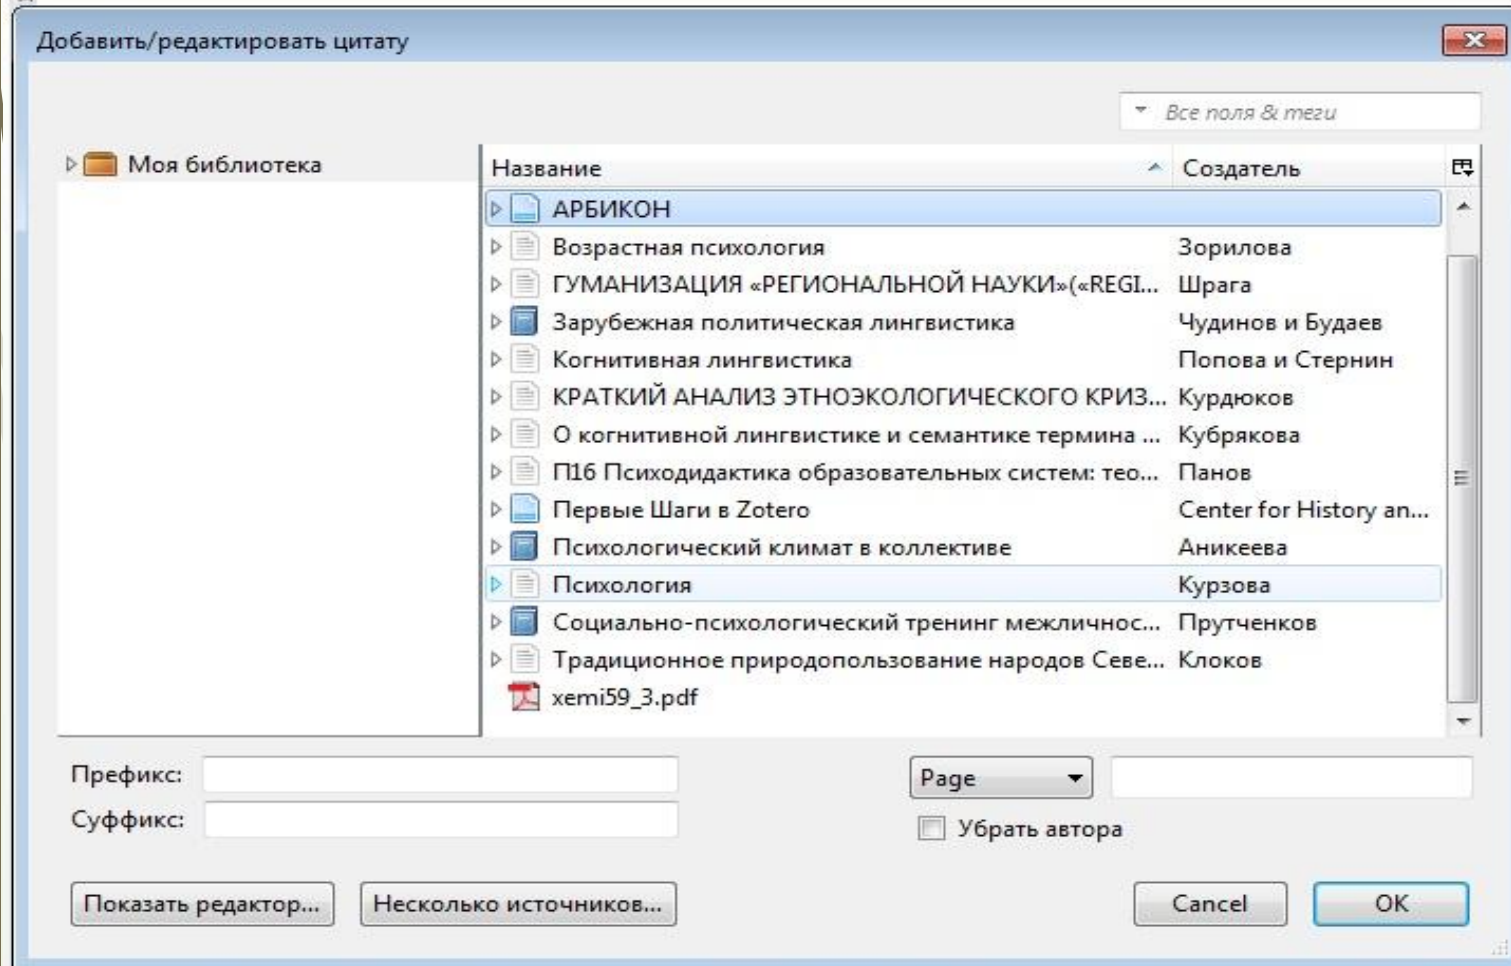 Добавить/редактировать цитату
Все поля & теги
Моя библиотека
Название Создатель
АРБИКОН
Возрастная психология Зорилова
ГУМАНИЗАЦИЯ «РЕГИОНАЛЬНОЙ НАУКИ»(«REGI... Шрага
Зарубежная политическая лингвистика Чудинов и Будаев
Когнитивная лингвистика Попова и Стернин
КРАТКИЙ АНАЛИЗ ЭТНОЭКОЛОГИЧЕСКОГО КРИЗ... Курдюков
О когнитивной лингвистике и семантике термина ... Кубрякова
П16 Психодидактика образовательных систем: тео... Панов
Первые Шаги в Zotero Center for History an...
Психологический климат в коллективе Аникеева
Психология Курзова
Социально-психологический тренинг межличнос... Прутченков
Традиционное природопользование народов Севе... Клоков
xemi59_3.pdf
Префикс: Page
Суффикс: Убрать автора
Показать редактор... Несколько источников... Cancel OK